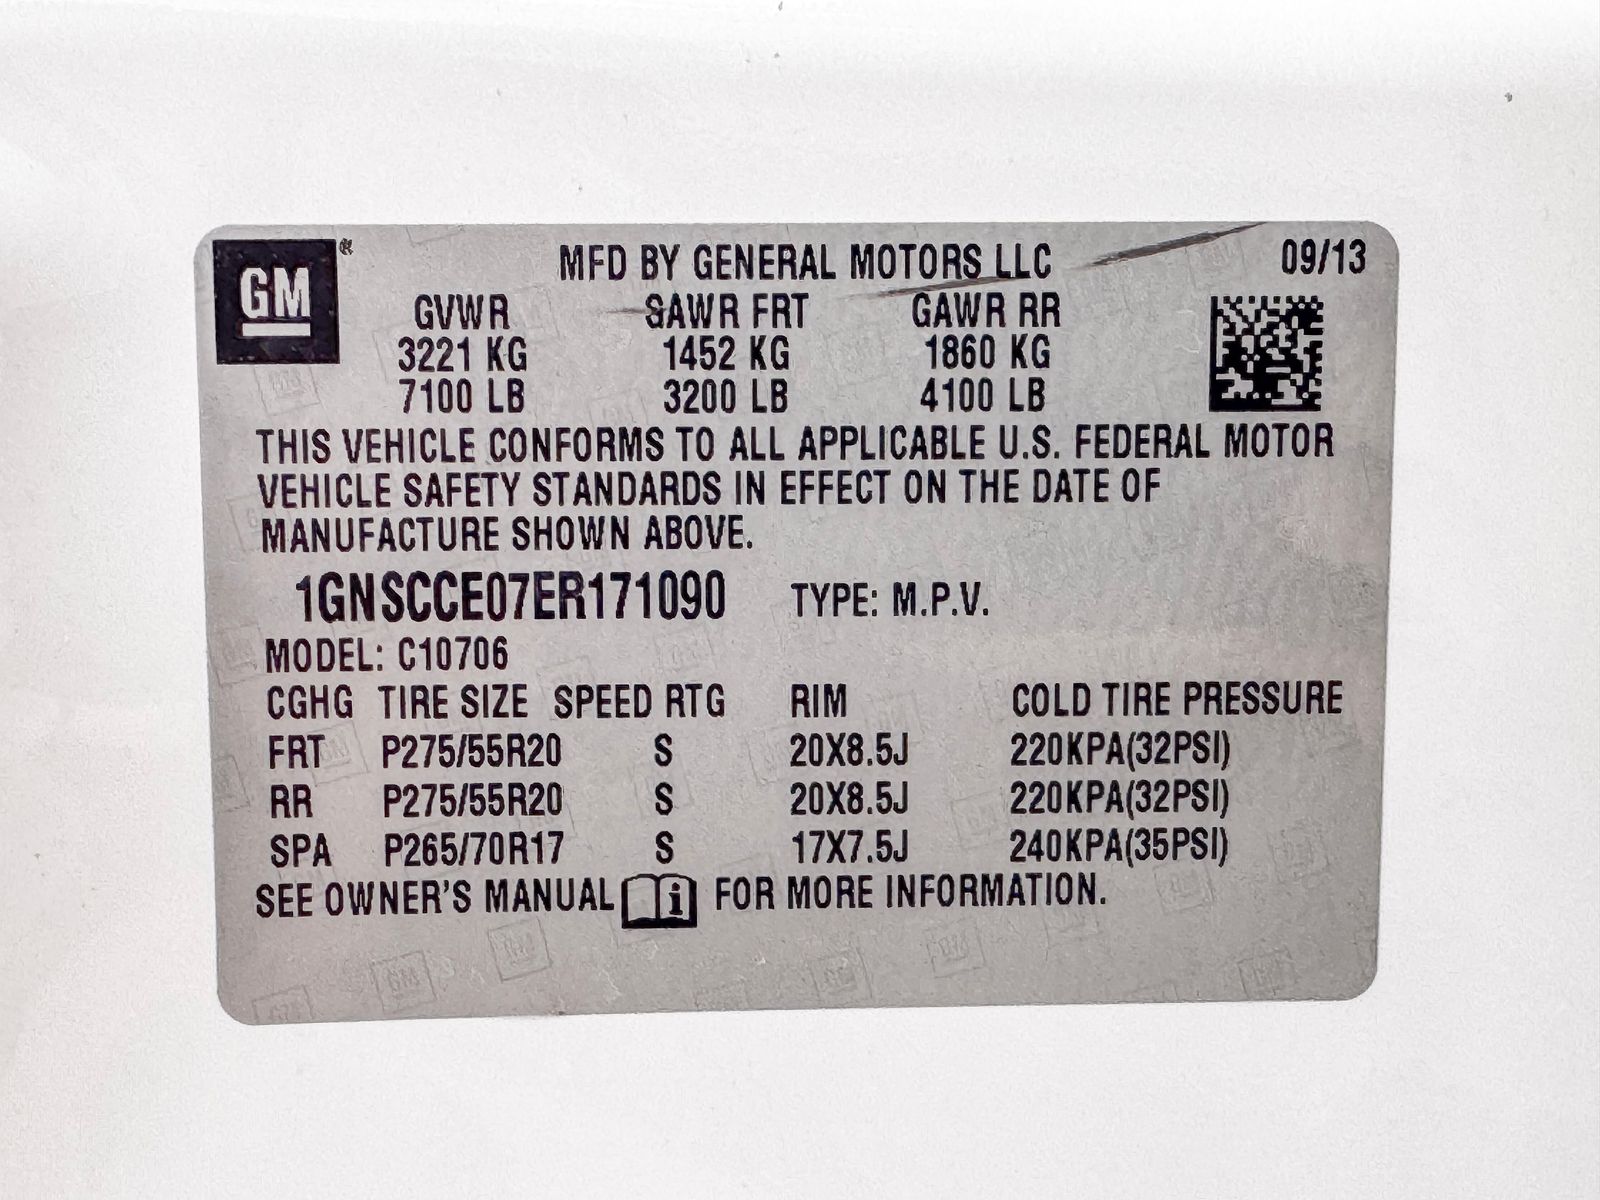 GM® MFD BY GENERAL MOTORS LLC 09/13
GVWR GAWR FRT GAWR RR
3221 KG 1452 KG 1860 KG
7100 LB 3200 LB 4100 LB
THIS VEHICLE CONFORMS TO ALL APPLICABLE U.S. FEDERAL MOTOR
VEHICLE SAFETY STANDARDS IN EFFECT ON THE DATE OF
MANUFACTURE SHOWN ABOVE.
1GNSCCE07ER171090 TYPE: M.P.V.
MODEL: C10706
CGHG TIRE SIZE SPEED RTG RIM COLD TIRE PRESSURE
FRT P275/55R20 S 20X8.5J 220KPA(32PSI)
RR P275/55R20 S 20X8.5J 220KPA(32PSI)
SPA P265/70R17 S 17X7.5J 240KPA(35PSI)
SEE OWNER'S MANUAL i FOR MORE INFORMATION.